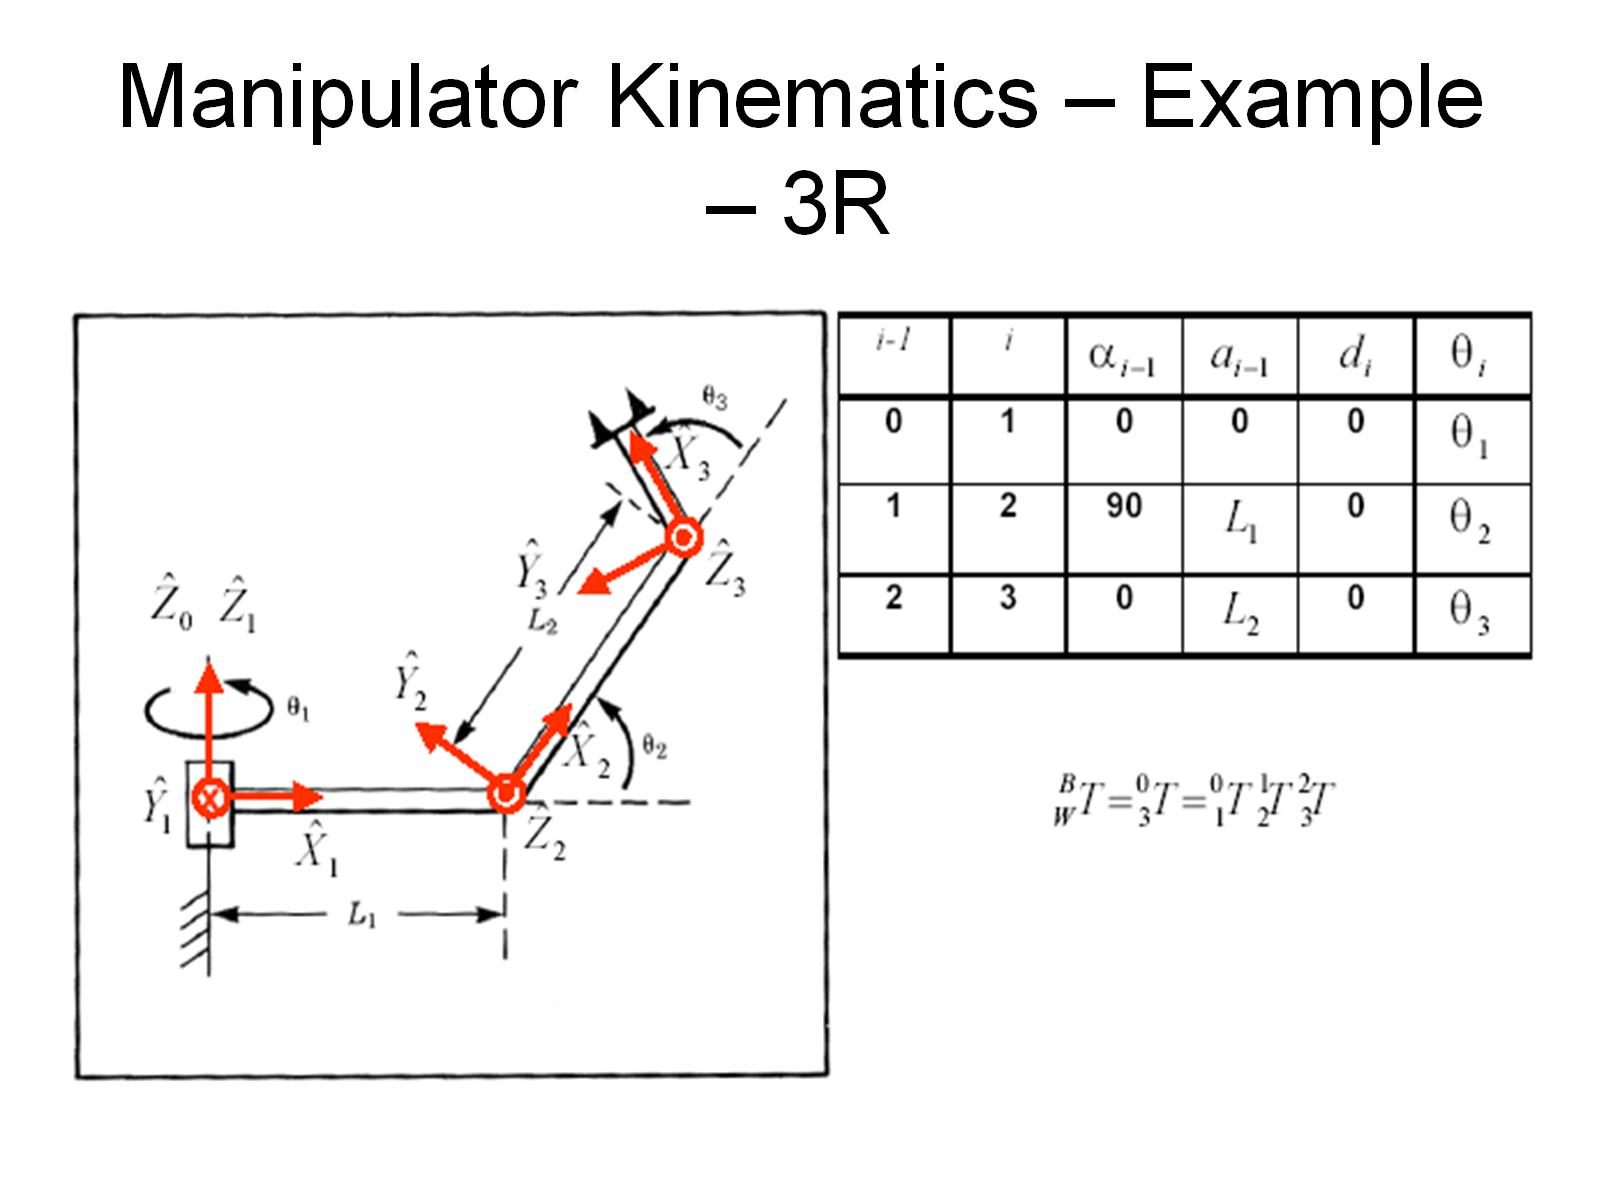 Manipulator Kinematics – Example
– 3R
θ3
X̂3
Ŷ3
Ẑ3
L2
Ẑ0 Ẑ1
Ŷ2
θ1
X̂2
θ2
Ŷ1
X̂1
Ẑ2
L1
i-1 i αi−1 ai−1 di θi
0 1 0 0 0 θ1
1 2 90 L1 0 θ2
2 3 0 L2 0 θ3
B/W T = 0/3 T = 0/1 T 1/2 T 2/3 T